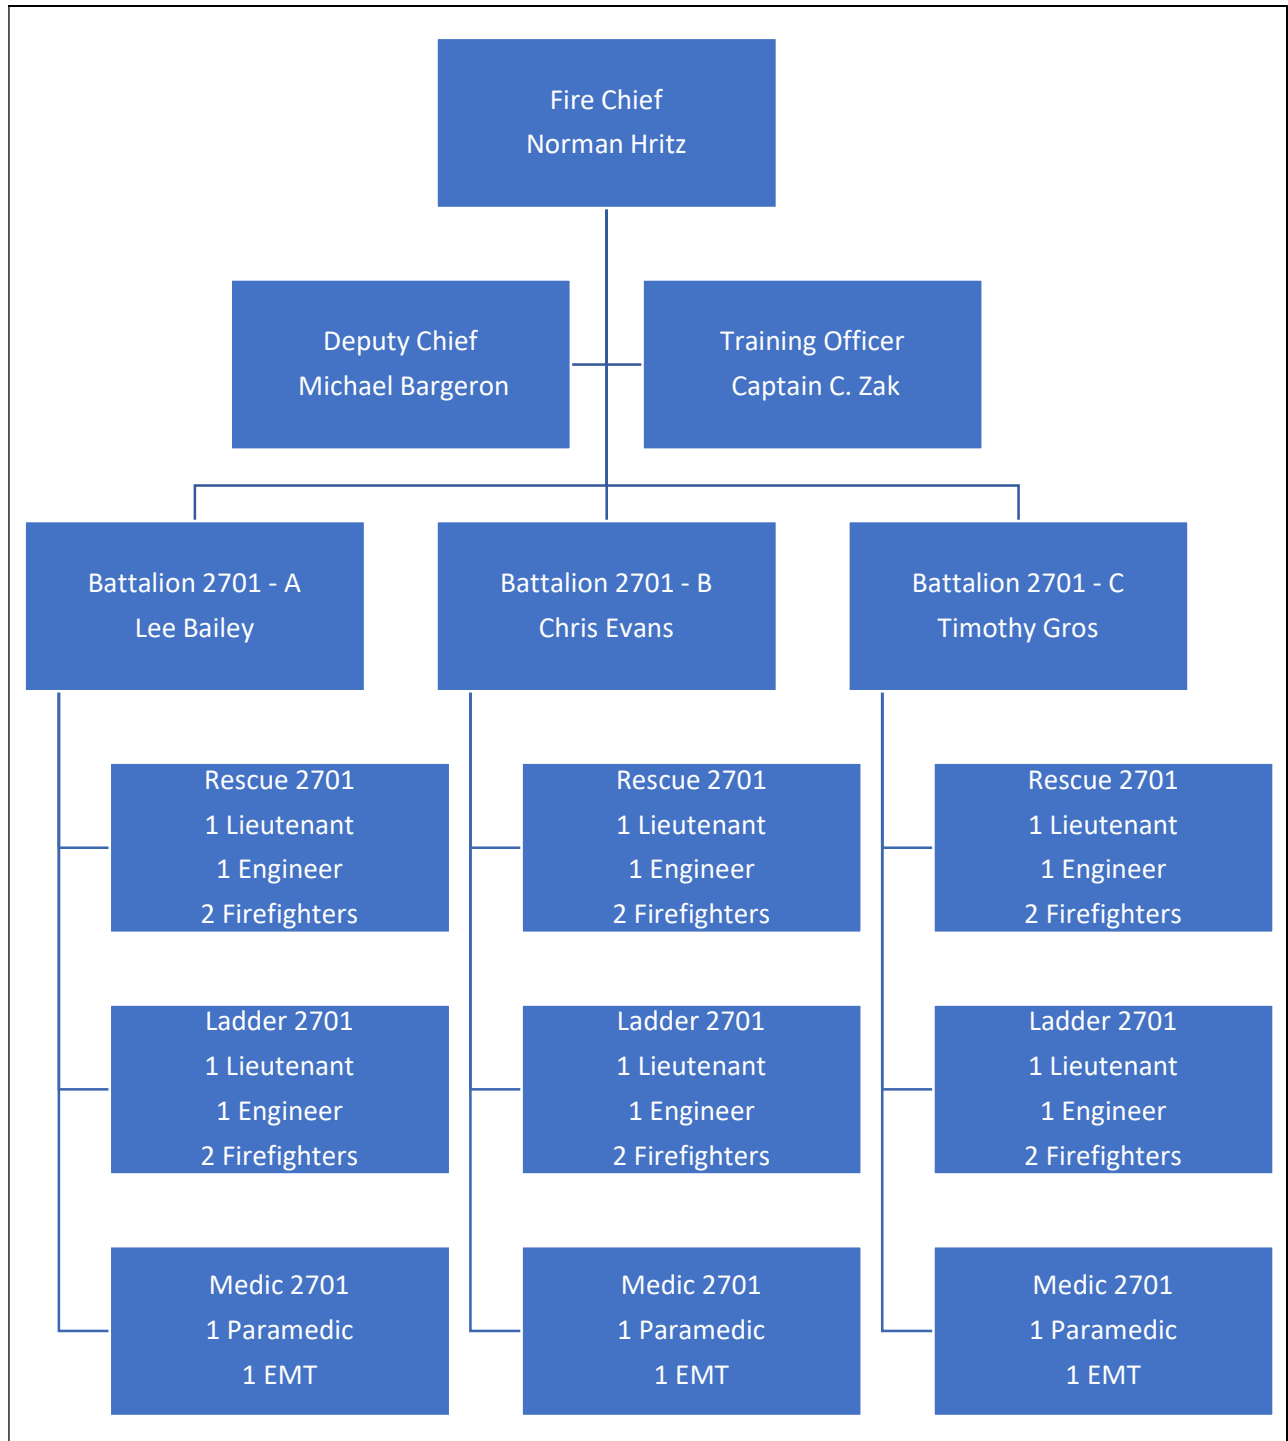 Fire Chief
Norman Hritz
Deputy Chief
Michael Bargeron
Training Officer
Captain C. Zak
Battalion 2701 - A
Lee Bailey
Rescue 2701
1 Lieutenant
1 Engineer
2 Firefighters
Ladder 2701
1 Lieutenant
1 Engineer
2 Firefighters
Medic 2701
1 Paramedic
1 EMT
Battalion 2701 - B
Chris Evans
Rescue 2701
1 Lieutenant
1 Engineer
2 Firefighters
Ladder 2701
1 Lieutenant
1 Engineer
2 Firefighters
Medic 2701
1 Paramedic
1 EMT
Battalion 2701 - C
Timothy Gros
Rescue 2701
1 Lieutenant
1 Engineer
2 Firefighters
Ladder 2701
1 Lieutenant
1 Engineer
2 Firefighters
Medic 2701
1 Paramedic
1 EMT